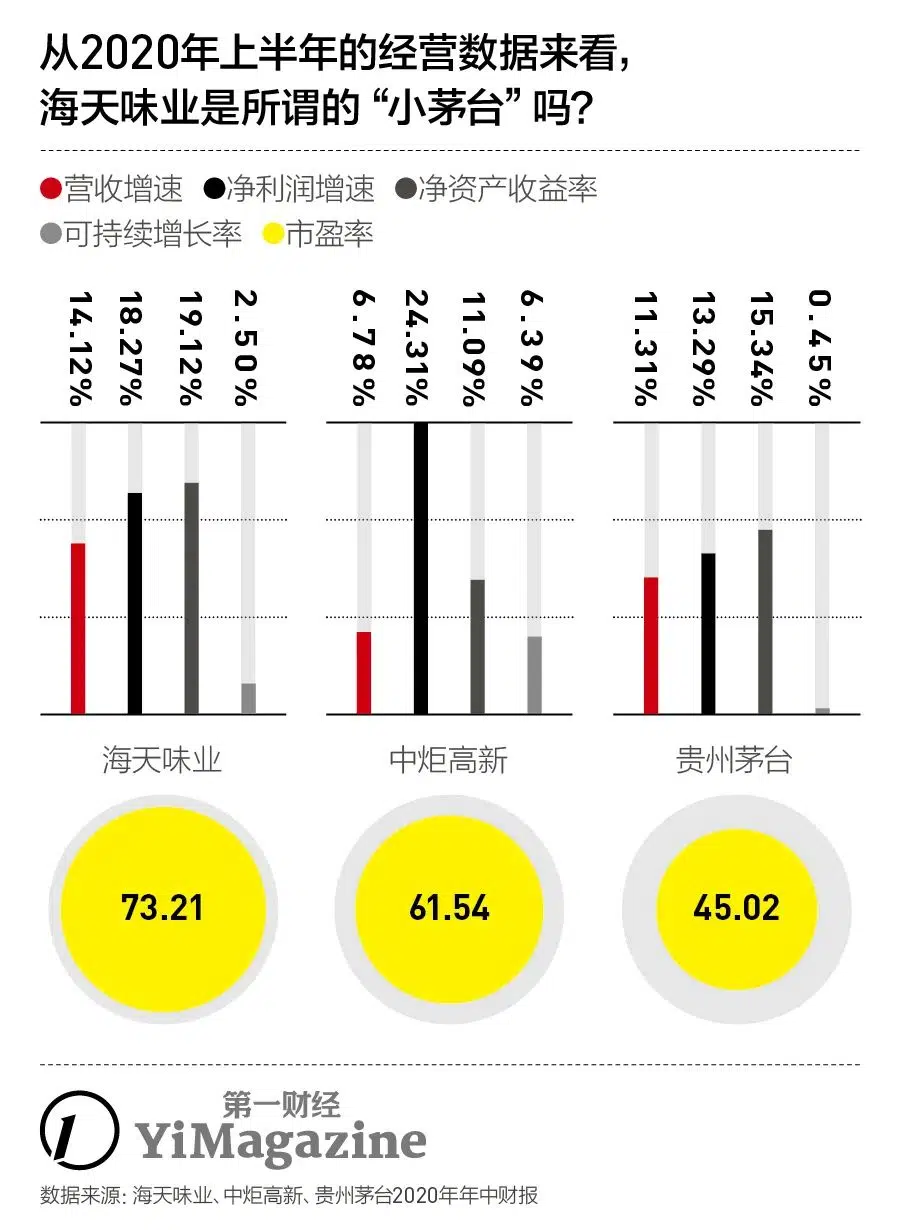 从2020年上半年的经营数据来看，
海天味业是所谓的“小茅台”吗？
营收增速 净利润增速 净资产收益率
可持续增长率 市盈率
14.12% 18.27% 19.12% 2.50% 6.78% 24.31% 11.09% 6.39% 11.31% 13.29% 15.34% 0.45%
海天味业 中炬高新 贵州茅台
73.21 61.54 45.02
第一财经
YiMagazine
数据来源：海天味业、中炬高新、贵州茅台2020年年中财报